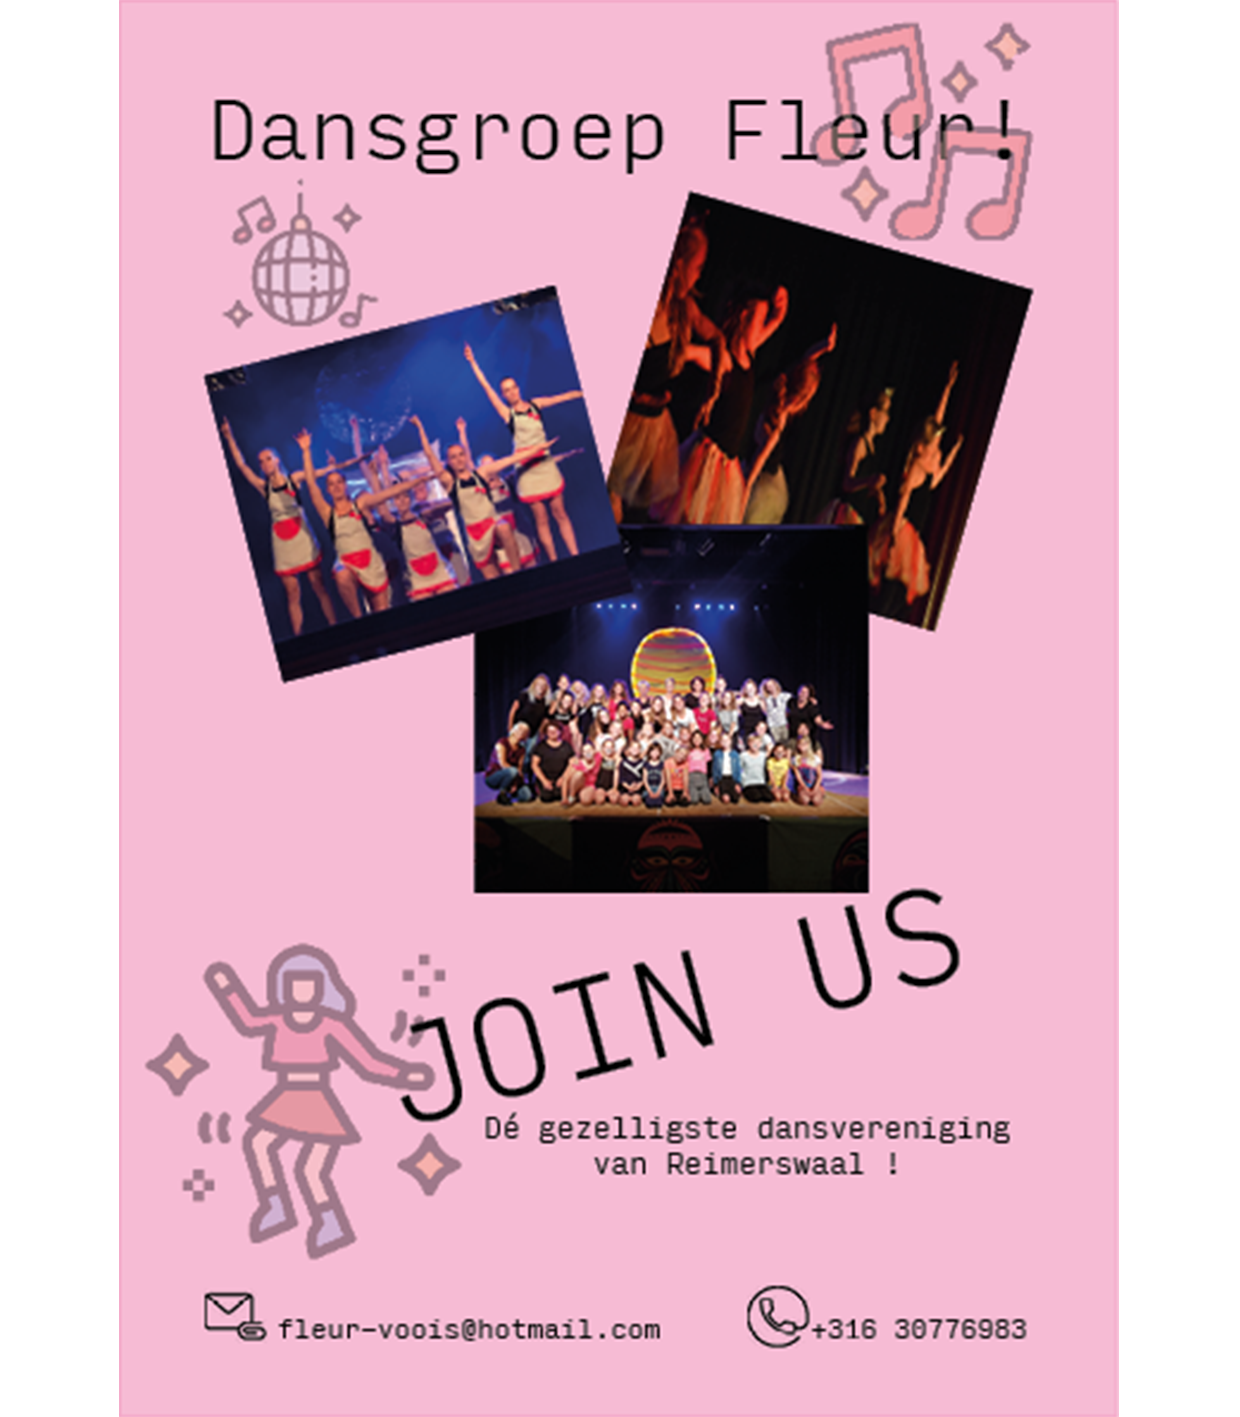 Dansgroep Fleur!
JOIN US
Dé gezelligste dansvereniging
van Reimerswaal !
fleur-voois@hotmail.com
+316 30776983